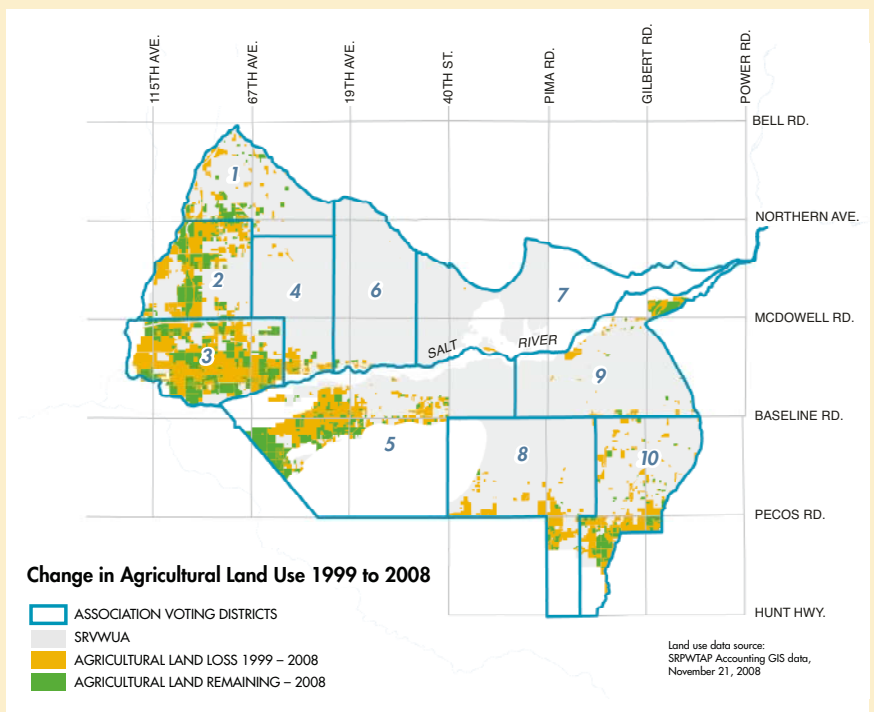 115TH AVE.
67TH AVE.
19TH AVE.
40TH ST.
PIMA RD.
GILBERT RD.
POWER RD.
BELL RD.
1
NORTHERN AVE.
2
4
6
7
MCDOWELL RD.
3
SALT RIVER
9
BASELINE RD.
5
8
10
PECOS RD.
Change in Agricultural Land Use 1999 to 2008
ASSOCIATION VOTING DISTRICTS
SRVWUA
AGRICULTURAL LAND LOSS 1999 – 2008
AGRICULTURAL LAND REMAINING – 2008
HUNT HWY.
Land use data source:
SRPWTAP Accounting GIS data,
November 21, 2008